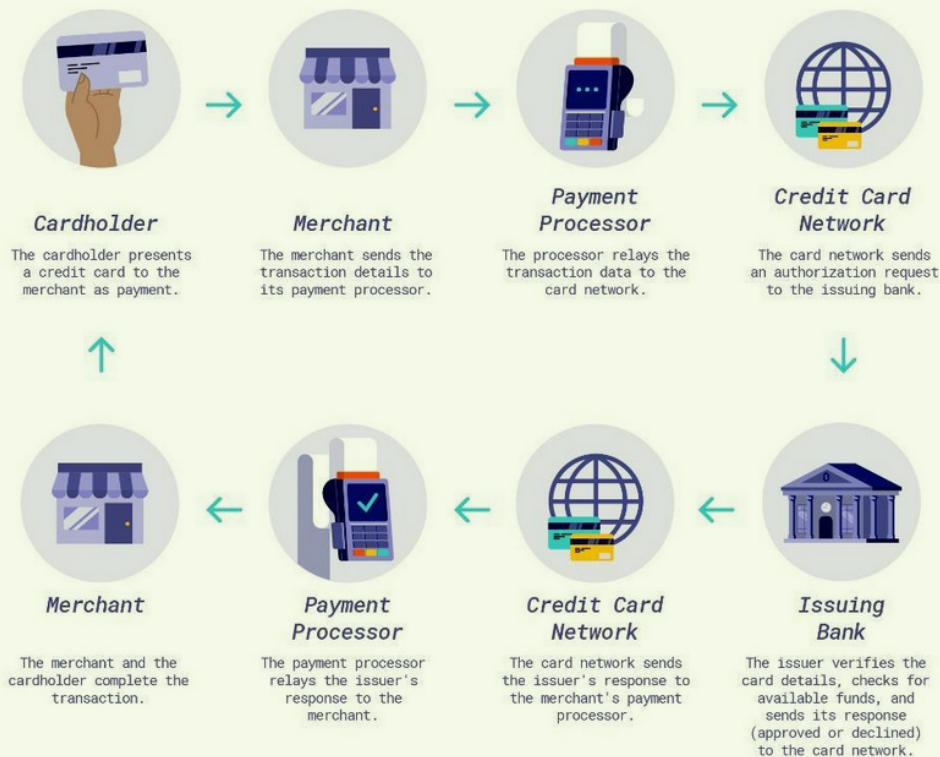 Cardholder
The cardholder presents
a credit card to the
merchant as payment.
Merchant
The merchant sends the
transaction details to
its payment processor.
Payment
Processor
The processor relays the
transaction data to the
card network.
Credit Card
Network
The card network sends
an authorization request
to the issuing bank.
Issuing
Bank
The issuer verifies the
card details, checks for
available funds, and
sends its response
(approved or declined)
to the card network.
Credit Card
Network
The card network sends
the issuer's response to
the merchant's payment
processor.
Payment
Processor
The payment processor
relays the issuer's
response to the
merchant.
Merchant
The merchant and the
cardholder complete the
transaction.